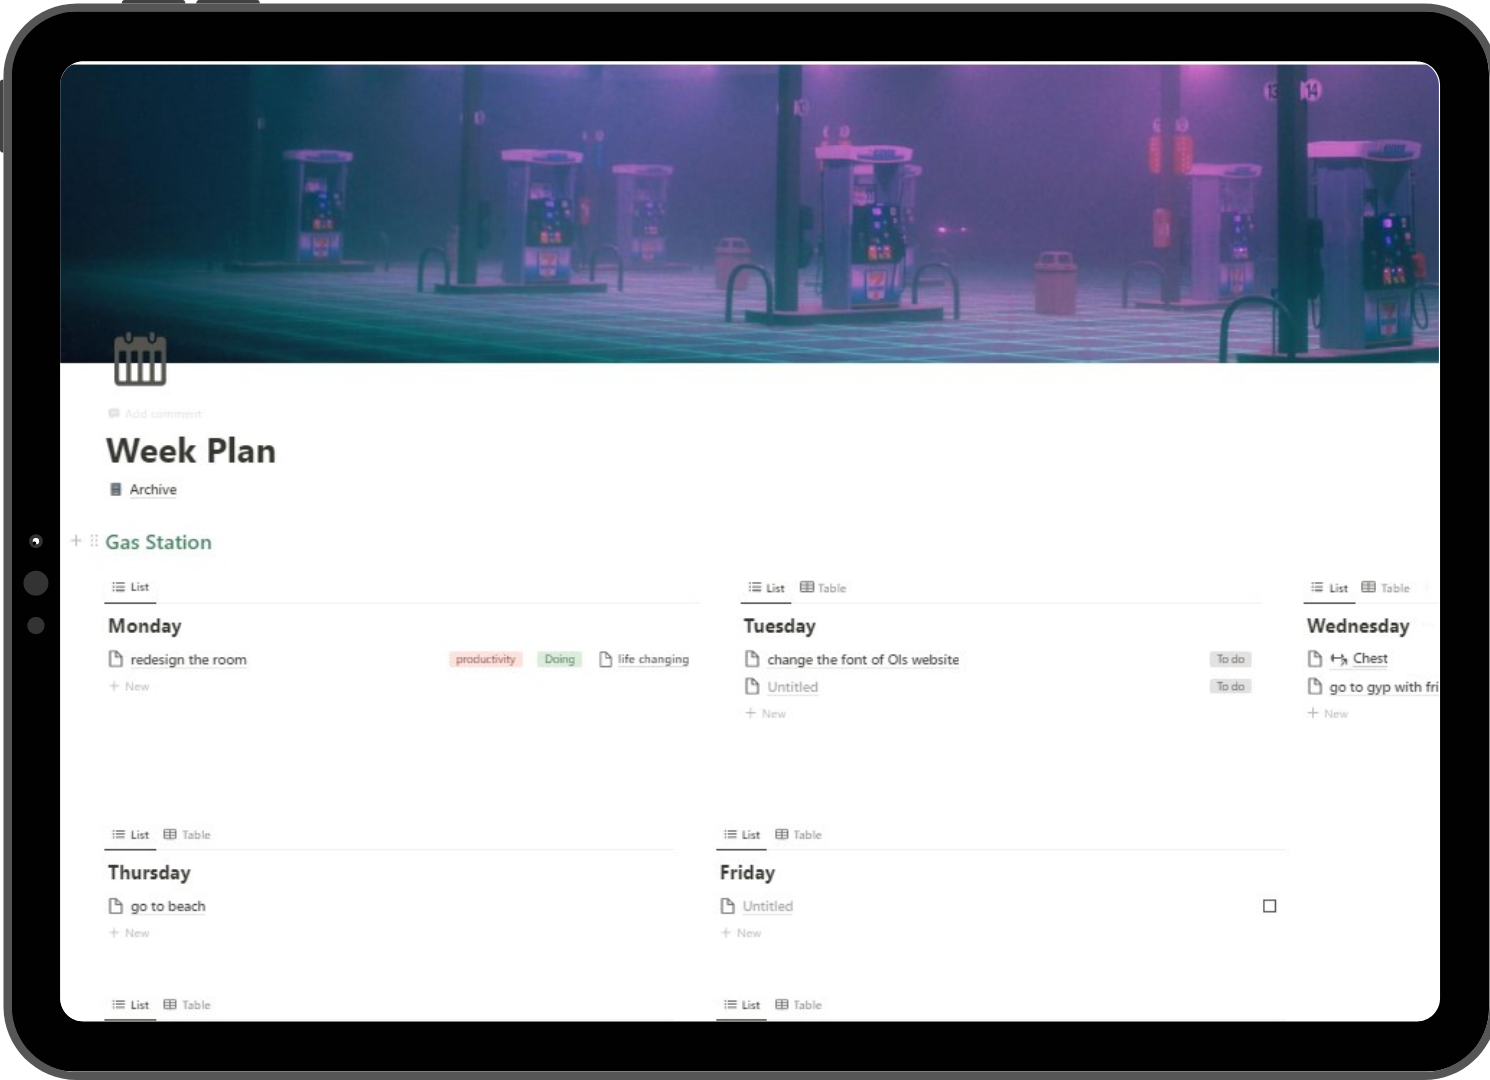 13 14
Add comment
Week Plan
Archive
Gas Station
List
List Table
List Table
Monday
Tuesday
Wednesday
redesign the room productivity Doing life changing
change the font of Ols website To do
Chest
New
Untitled To do
go to gyp with fri
New
New
List Table
List Table
Thursday
Friday
go to beach
Untitled
New
New
List Table
List Table